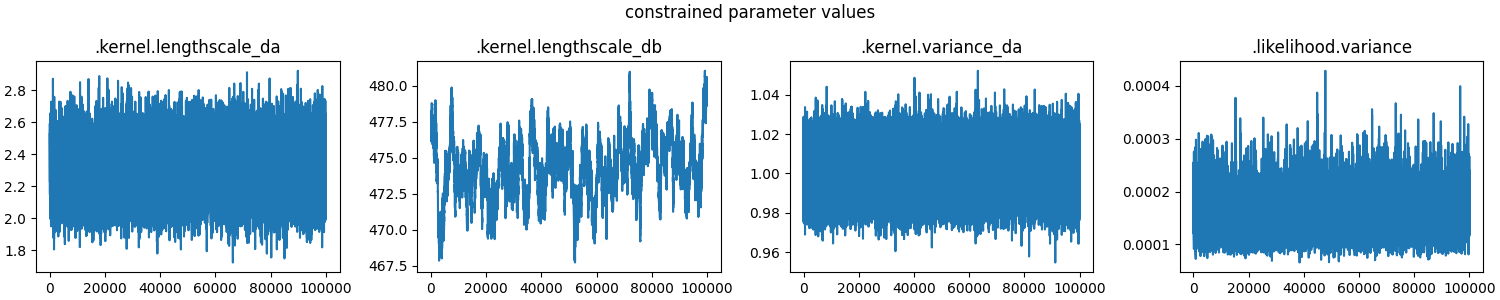 constrained parameter values
.kernel.lengthscale_da
2.8
2.6
2.4
2.2
2.0
1.8
0 20000 40000 60000 80000 100000
.kernel.lengthscale_db
480.0
477.5
475.0
472.5
470.0
467.5
0 20000 40000 60000 80000 100000
.kernel.variance_da
1.04
1.02
1.00
0.98
0.96
0 20000 40000 60000 80000 100000
.likelihood.variance
0.0004
0.0003
0.0002
0.0001
0 20000 40000 60000 80000 100000